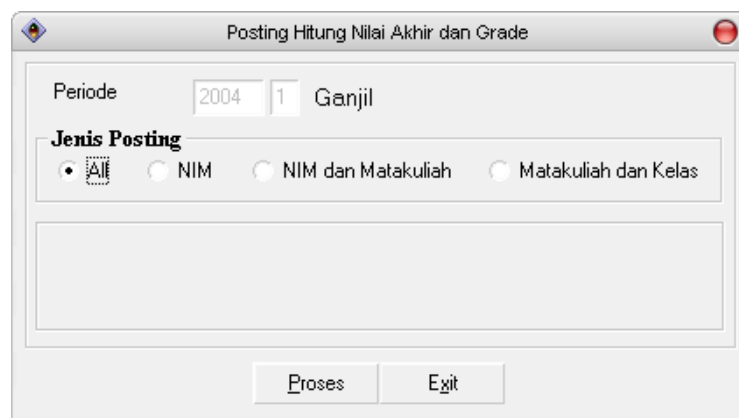 Posting Hitung Nilai Akhir dan Grade
Periode 2004 1 Ganjil
Jenis Posting
All NIM NIM dan Matakuliah Matakuliah dan Kelas
Proses Exit